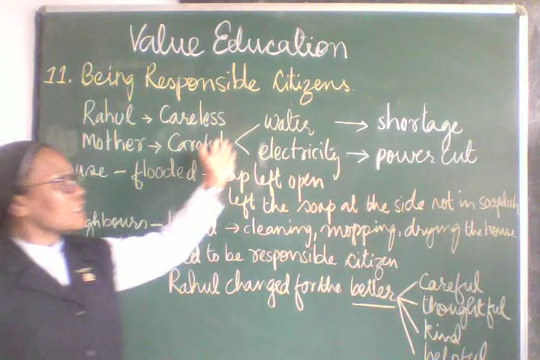 Value Education
11. Being Responsible Citizens.
Rahul → Careless
water → shortage
Mother → Careful
electricity → power cut
use – flooded – tap left open
left the soap at the side not in soapdish
ghbours – → cleaning, mopping, drying the house
to be responsible citizen
Rahul changed for the better
Careful
thoughtful
kind
helpful